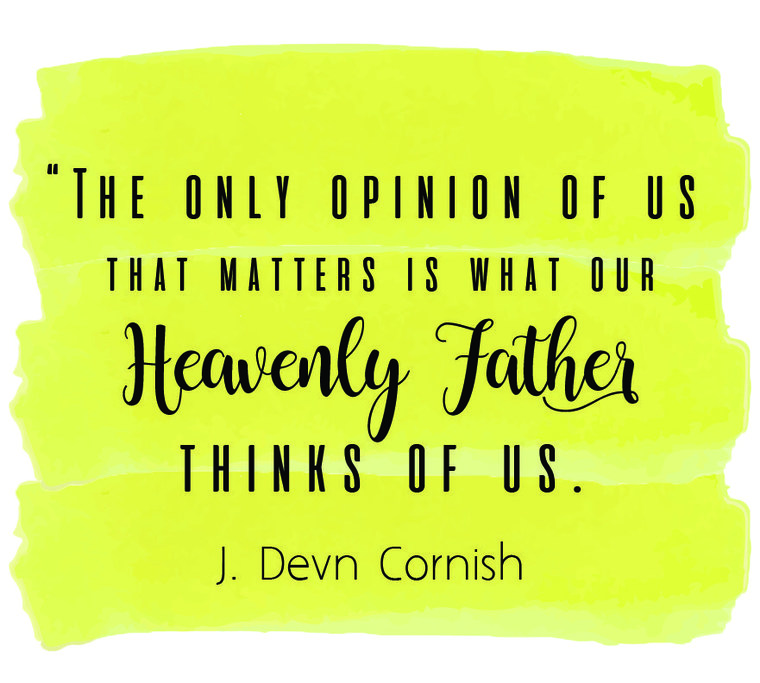 “The only opinion of us
that matters is what our
Heavenly Father
thinks of us.
J. Devn Cornish